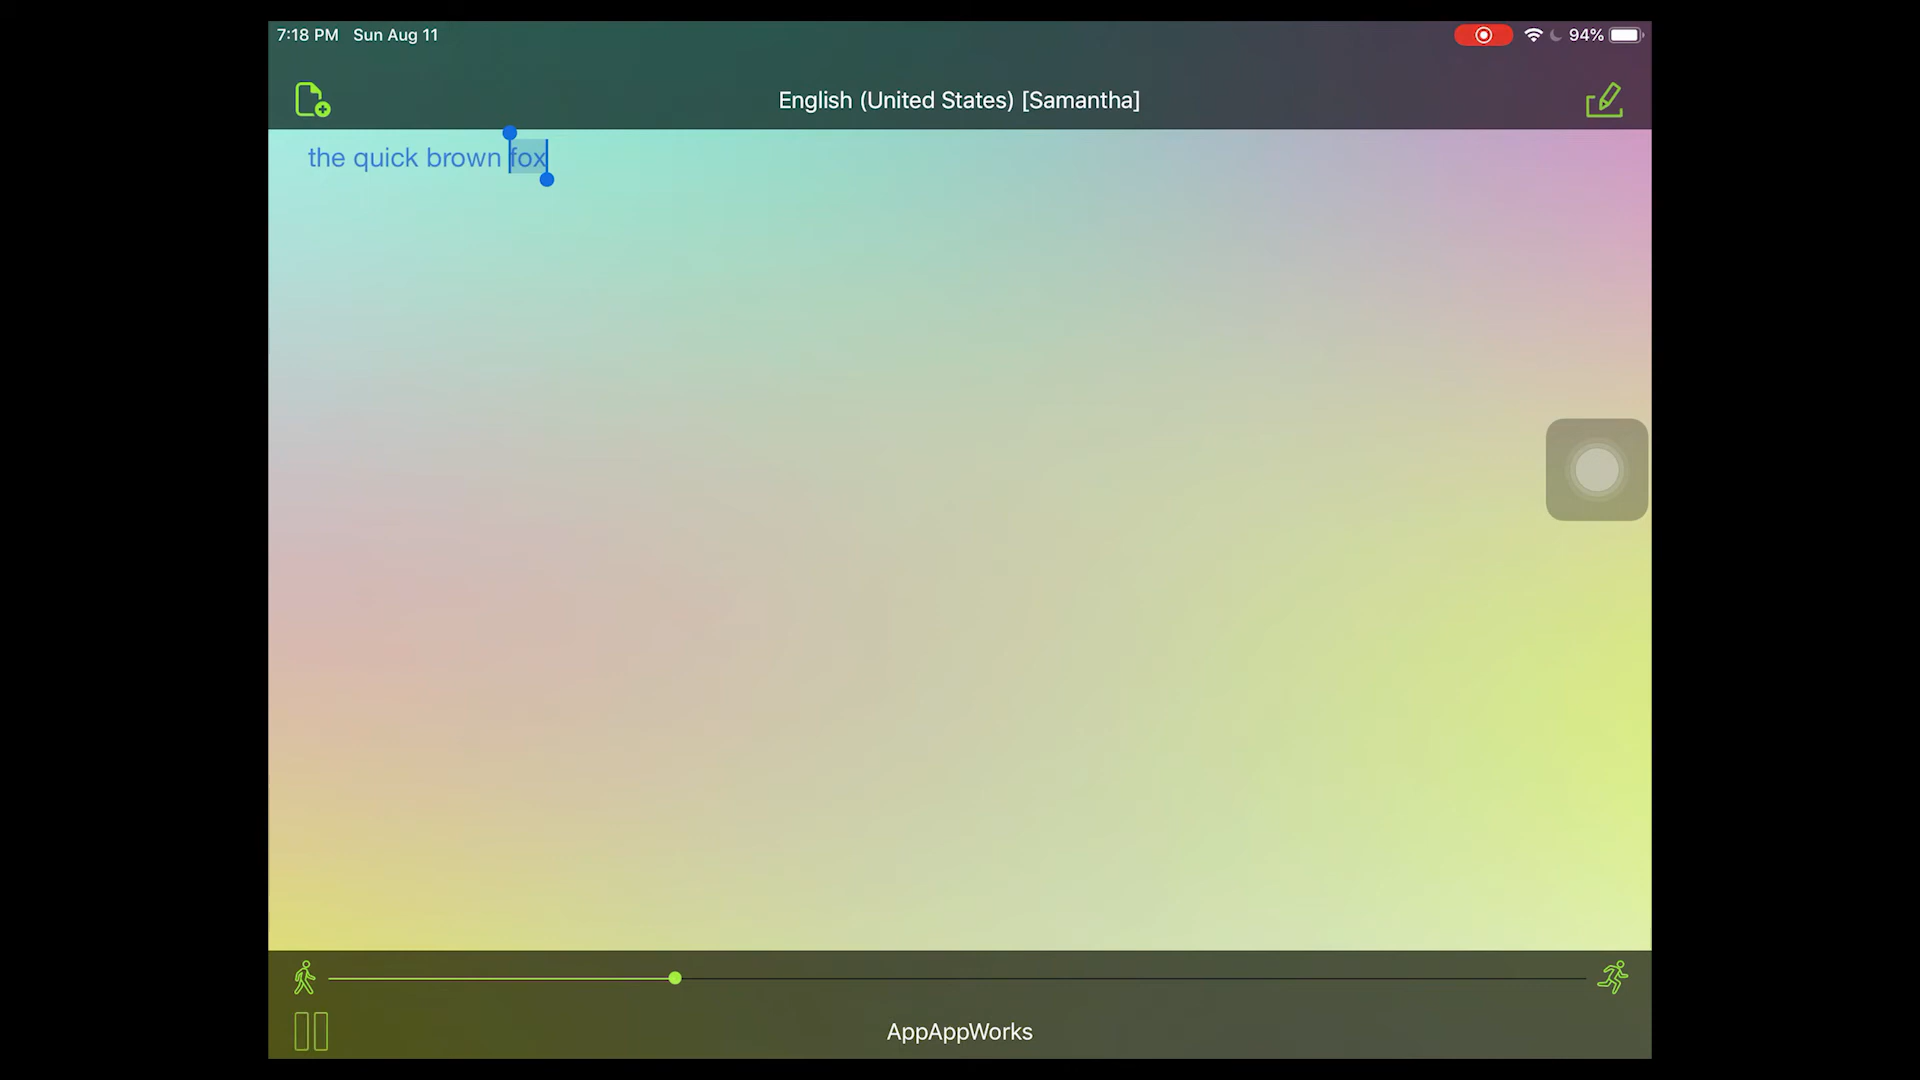 7:18 PM Sun Aug 11
94%
English (United States) [Samantha]
the quick brown fox
AppAppWorks